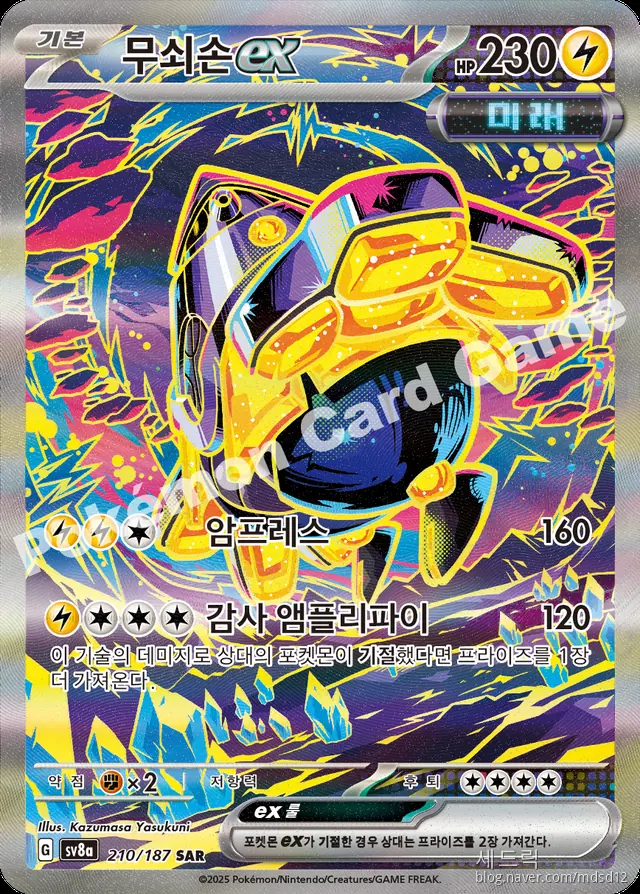 기본 무쇠손ex HP230
미래
Pokémon Card Game
암프레스 160
감사 앰플리파이 120
이 기술의 데미지로 상대의 포켓몬이 기절했다면 프라이즈를 1장
더 가져온다.
약점 ×2 저항력 후퇴
ex 룰
포켓몬 ex가 기절한 경우 상대는 프라이즈를 2장 가져간다.
Illus. Kazumasa Yasukuni
G sv8a 210/187 SAR
세드릭
blog.naver.com/mdsd12
©2025 Pokémon/Nintendo/Creatures/GAME FREAK.